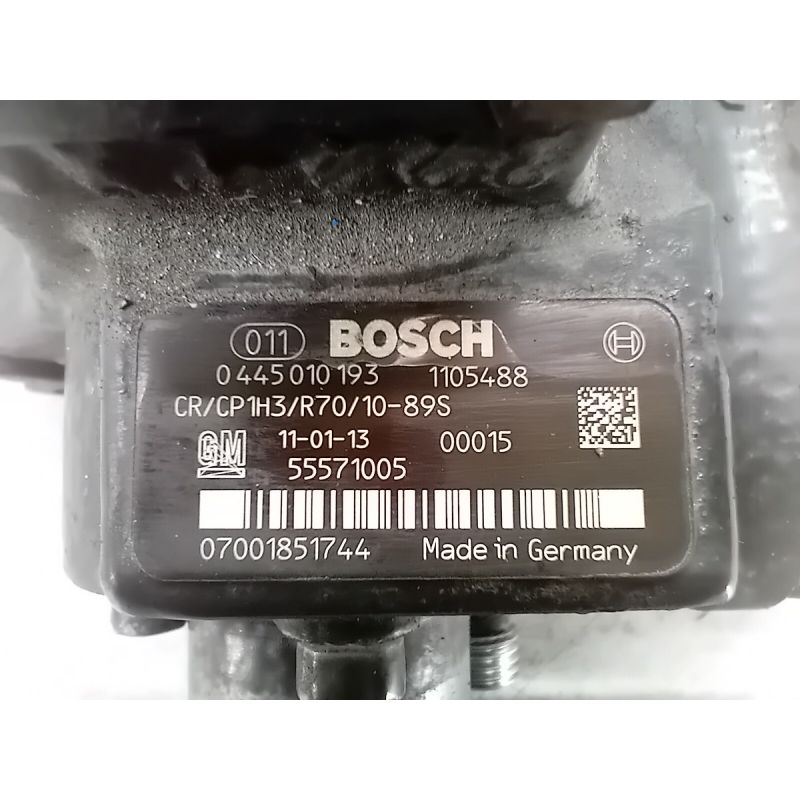 011 BOSCH
0 445 010 193 1105488
CR/CP1H3/R70/10-89S
GM 11-01-13 00015
55571005
07001851744 Made in Germany